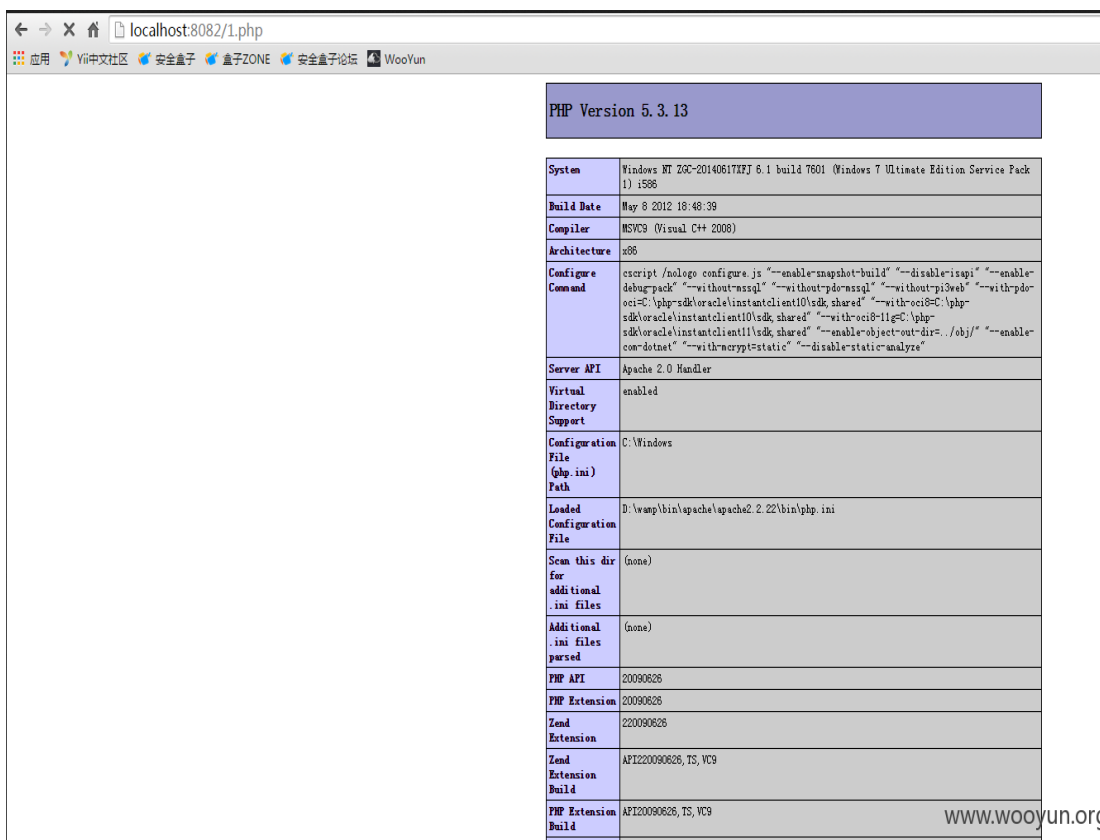 localhost:8082/1.php
应用 Yii中文社区 安全盒子 盒子ZONE 安全盒子论坛 WooYun
PHP Version 5.3.13
System Windows NT ZGC-20140617XFJ 6.1 build 7601 (Windows 7 Ultimate Edition Service Pack
1) i586
Build Date May 8 2012 18:48:39
Compiler MSVC9 (Visual C++ 2008)
Architecture x86
Configure cscript /nologo configure.js "--enable-snapshot-build" "--disable-isapi" "--enable-
Command debug-pack" "--without-mssql" "--without-pdo-mssql" "--without-pi3web" "--with-pdo-
oci=C:\php-sdk\oracle\instantclient10\sdk,shared" "--with-oci8=C:\php-
sdk\oracle\instantclient10\sdk,shared" "--with-oci8-11g=C:\php-
sdk\oracle\instantclient11\sdk,shared" "--enable-object-out-dir=../obj/" "--enable-
com-dotnet" "--with-mcrypt=static" "--disable-static-analyze"
Server API Apache 2.0 Handler
Virtual enabled
Directory
Support
Configuration C:\Windows
File
(php.ini)
Path
Loaded D:\wamp\bin\apache\apache2.2.22\bin\php.ini
Configuration
File
Scan this dir (none)
for
additional
.ini files
Additional (none)
.ini files
parsed
PHP API 20090626
PHP Extension 20090626
Zend 220090626
Extension
Zend API220090626,TS,VC9
Extension
Build
PHP Extension API20090626,TS,VC9
Build
www.wooyun.org